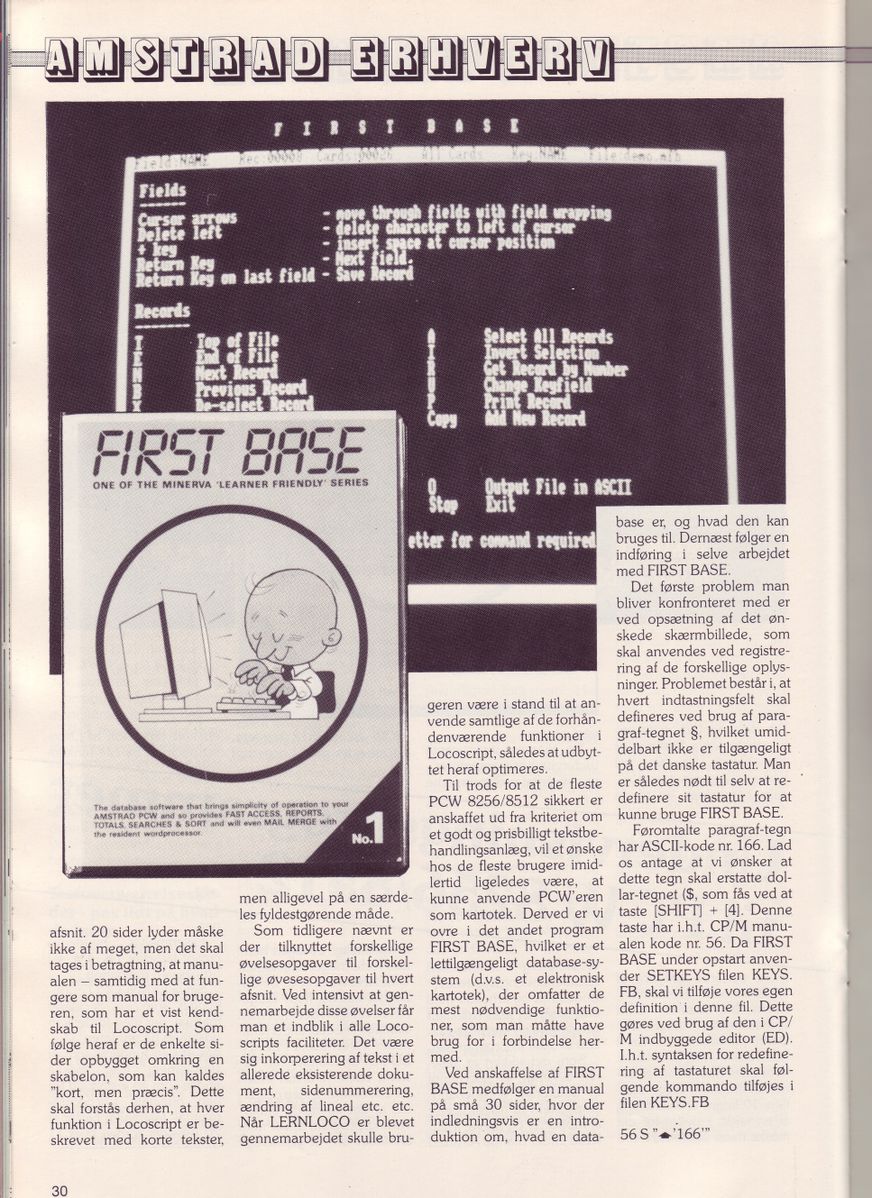 AMSTRAD ERHVERV
FIRST BASE
Field:NAME Rec:00008 Cards:00026 All Cards Key:NAME File:demo.mlb
Fields
Cursor arrows - move through fields with field wrapping
Delete left - delete character to left of cursor
+ key - insert space at cursor position
Return Key - Next field.
Return Key on last field - Save Record
Records
T Top of File
E End of File
N Next Record
B Previous Record
X De-select Record
A Select All Records
I Invert Selection
R Get Record by Number
U Change Keyfield
P Print Record
Copy Add New Record
O Output File in ASCII
Stop Exit
etter for command required
FIRST BASE
ONE OF THE MINERVA 'LEARNER FRIENDLY' SERIES
The database software that brings simplicity of operation to your
AMSTRAD PCW and so provides FAST ACCESS, REPORTS,
TOTALS, SEARCHES & SORT and will even MAIL MERGE with
the resident wordprocessor.
No.1
afsnit. 20 sider lyder måske
ikke af meget, men det skal
tages i betragtning, at manu-
alen – samtidig med at fun-
gere som manual for bruge-
ren, som har et vist kend-
skab til Locoscript. Som
følge heraf er de enkelte si-
der opbygget omkring en
skabelon, som kan kaldes
"kort, men præcis". Dette
skal forstås derhen, at hver
funktion i Locoscript er be-
skrevet med korte tekster,
men alligevel på en særde-
les fyldestgørende måde.
Som tidligere nævnt er
der tilknyttet forskellige
øvelsesopgaver til forskel-
lige øvesesopgaver til hvert
afsnit. Ved intensivt at gen-
nemarbejde disse øvelser får
man et indblik i alle Loco-
scripts faciliteter. Det være
sig inkorperering af tekst i et
allerede eksisterende doku-
ment, sidenummerering,
ændring af lineal etc. etc.
Når LERNLOCO er blevet
gennemarbejdet skulle bru-
geren være i stand til at an-
vende samtlige af de forhån-
denværende funktioner i
Locoscript, således at udbyt-
tet heraf optimeres.
Til trods for at de fleste
PCW 8256/8512 sikkert er
anskaffet ud fra kriteriet om
et godt og prisbilligt tekstbe-
handlingsanlæg, vil et ønske
hos de fleste brugere imid-
lertid ligeledes være, at
kunne anvende PCW'eren
som kartotek. Derved er vi
ovre i det andet program
FIRST BASE, hvilket er et
lettilgængeligt database-sy-
stem (d.v.s. et elektronisk
kartotek), der omfatter de
mest nødvendige funktio-
ner, som man måtte have
brug for i forbindelse her-
med.
Ved anskaffelse af FIRST
BASE medfølger en manual
på små 30 sider, hvor der
indledningsvis er en intro-
duktion om, hvad en data-
base er, og hvad den kan
bruges til. Dernæst følger en
indføring i selve arbejdet
med FIRST BASE.
Det første problem man
bliver konfronteret med er
ved opsætning af det øn-
skede skærmbillede, som
skal anvendes ved registre-
ring af de forskellige oplys-
ninger. Problemet består i, at
hvert indtastningsfelt skal
defineres ved brug af para-
graf-tegnet §, hvilket umid-
delbart ikke er tilgængeligt
på det danske tastatur. Man
er således nødt til selv at re-
definere sit tastatur for at
kunne bruge FIRST BASE.
Føromtalte paragraf-tegn
har ASCII-kode nr. 166. Lad
os antage at vi ønsker at
dette tegn skal erstatte dol-
lar-tegnet ($, som fås ved at
taste [SHIFT] + [4]. Denne
taste har i.h.t. CP/M manu-
alen kode nr. 56. Da FIRST
BASE under opstart anven-
der SETKEYS filen KEYS.
FB, skal vi tilføje vores egen
definition i denne fil. Dette
gøres ved brug af den i CP/
M indbyggede editor (ED).
I.h.t. syntaksen for redefine-
ring af tastaturet skal føl-
gende kommando tilføjes i
filen KEYS.FB
56 S "⬆'166'"
30